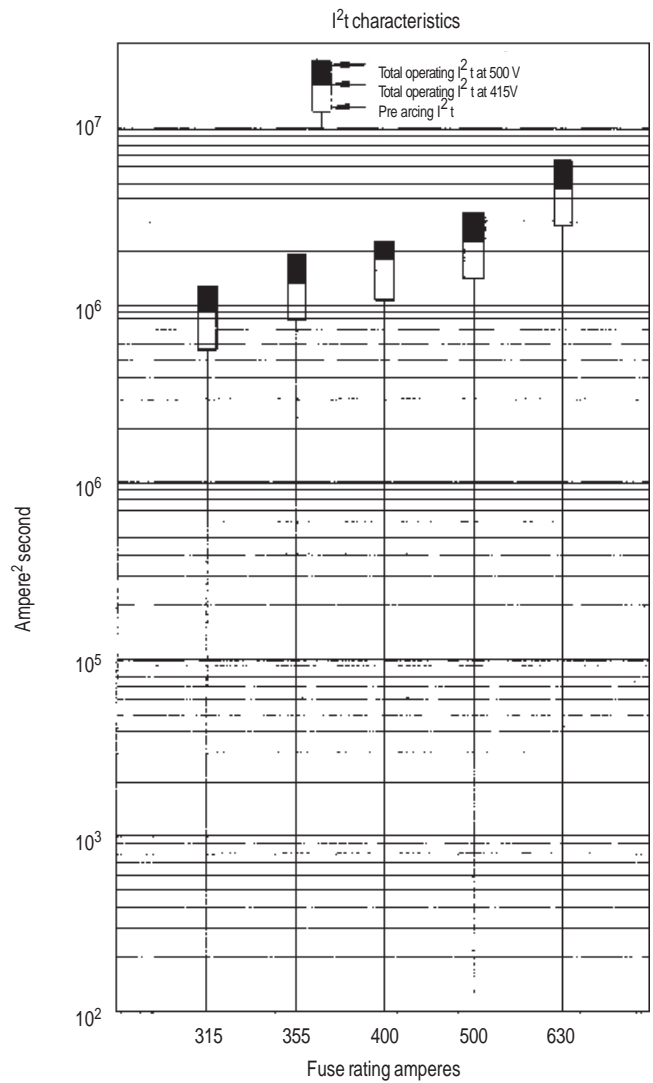 I²t characteristics
Total operating I² t at 500 V
Total operating I² t at 415V
Pre arcing I² t
10⁷
10⁶
10⁶
10⁵
10³
10²
Ampere² second
315 355 400 500 630
Fuse rating amperes